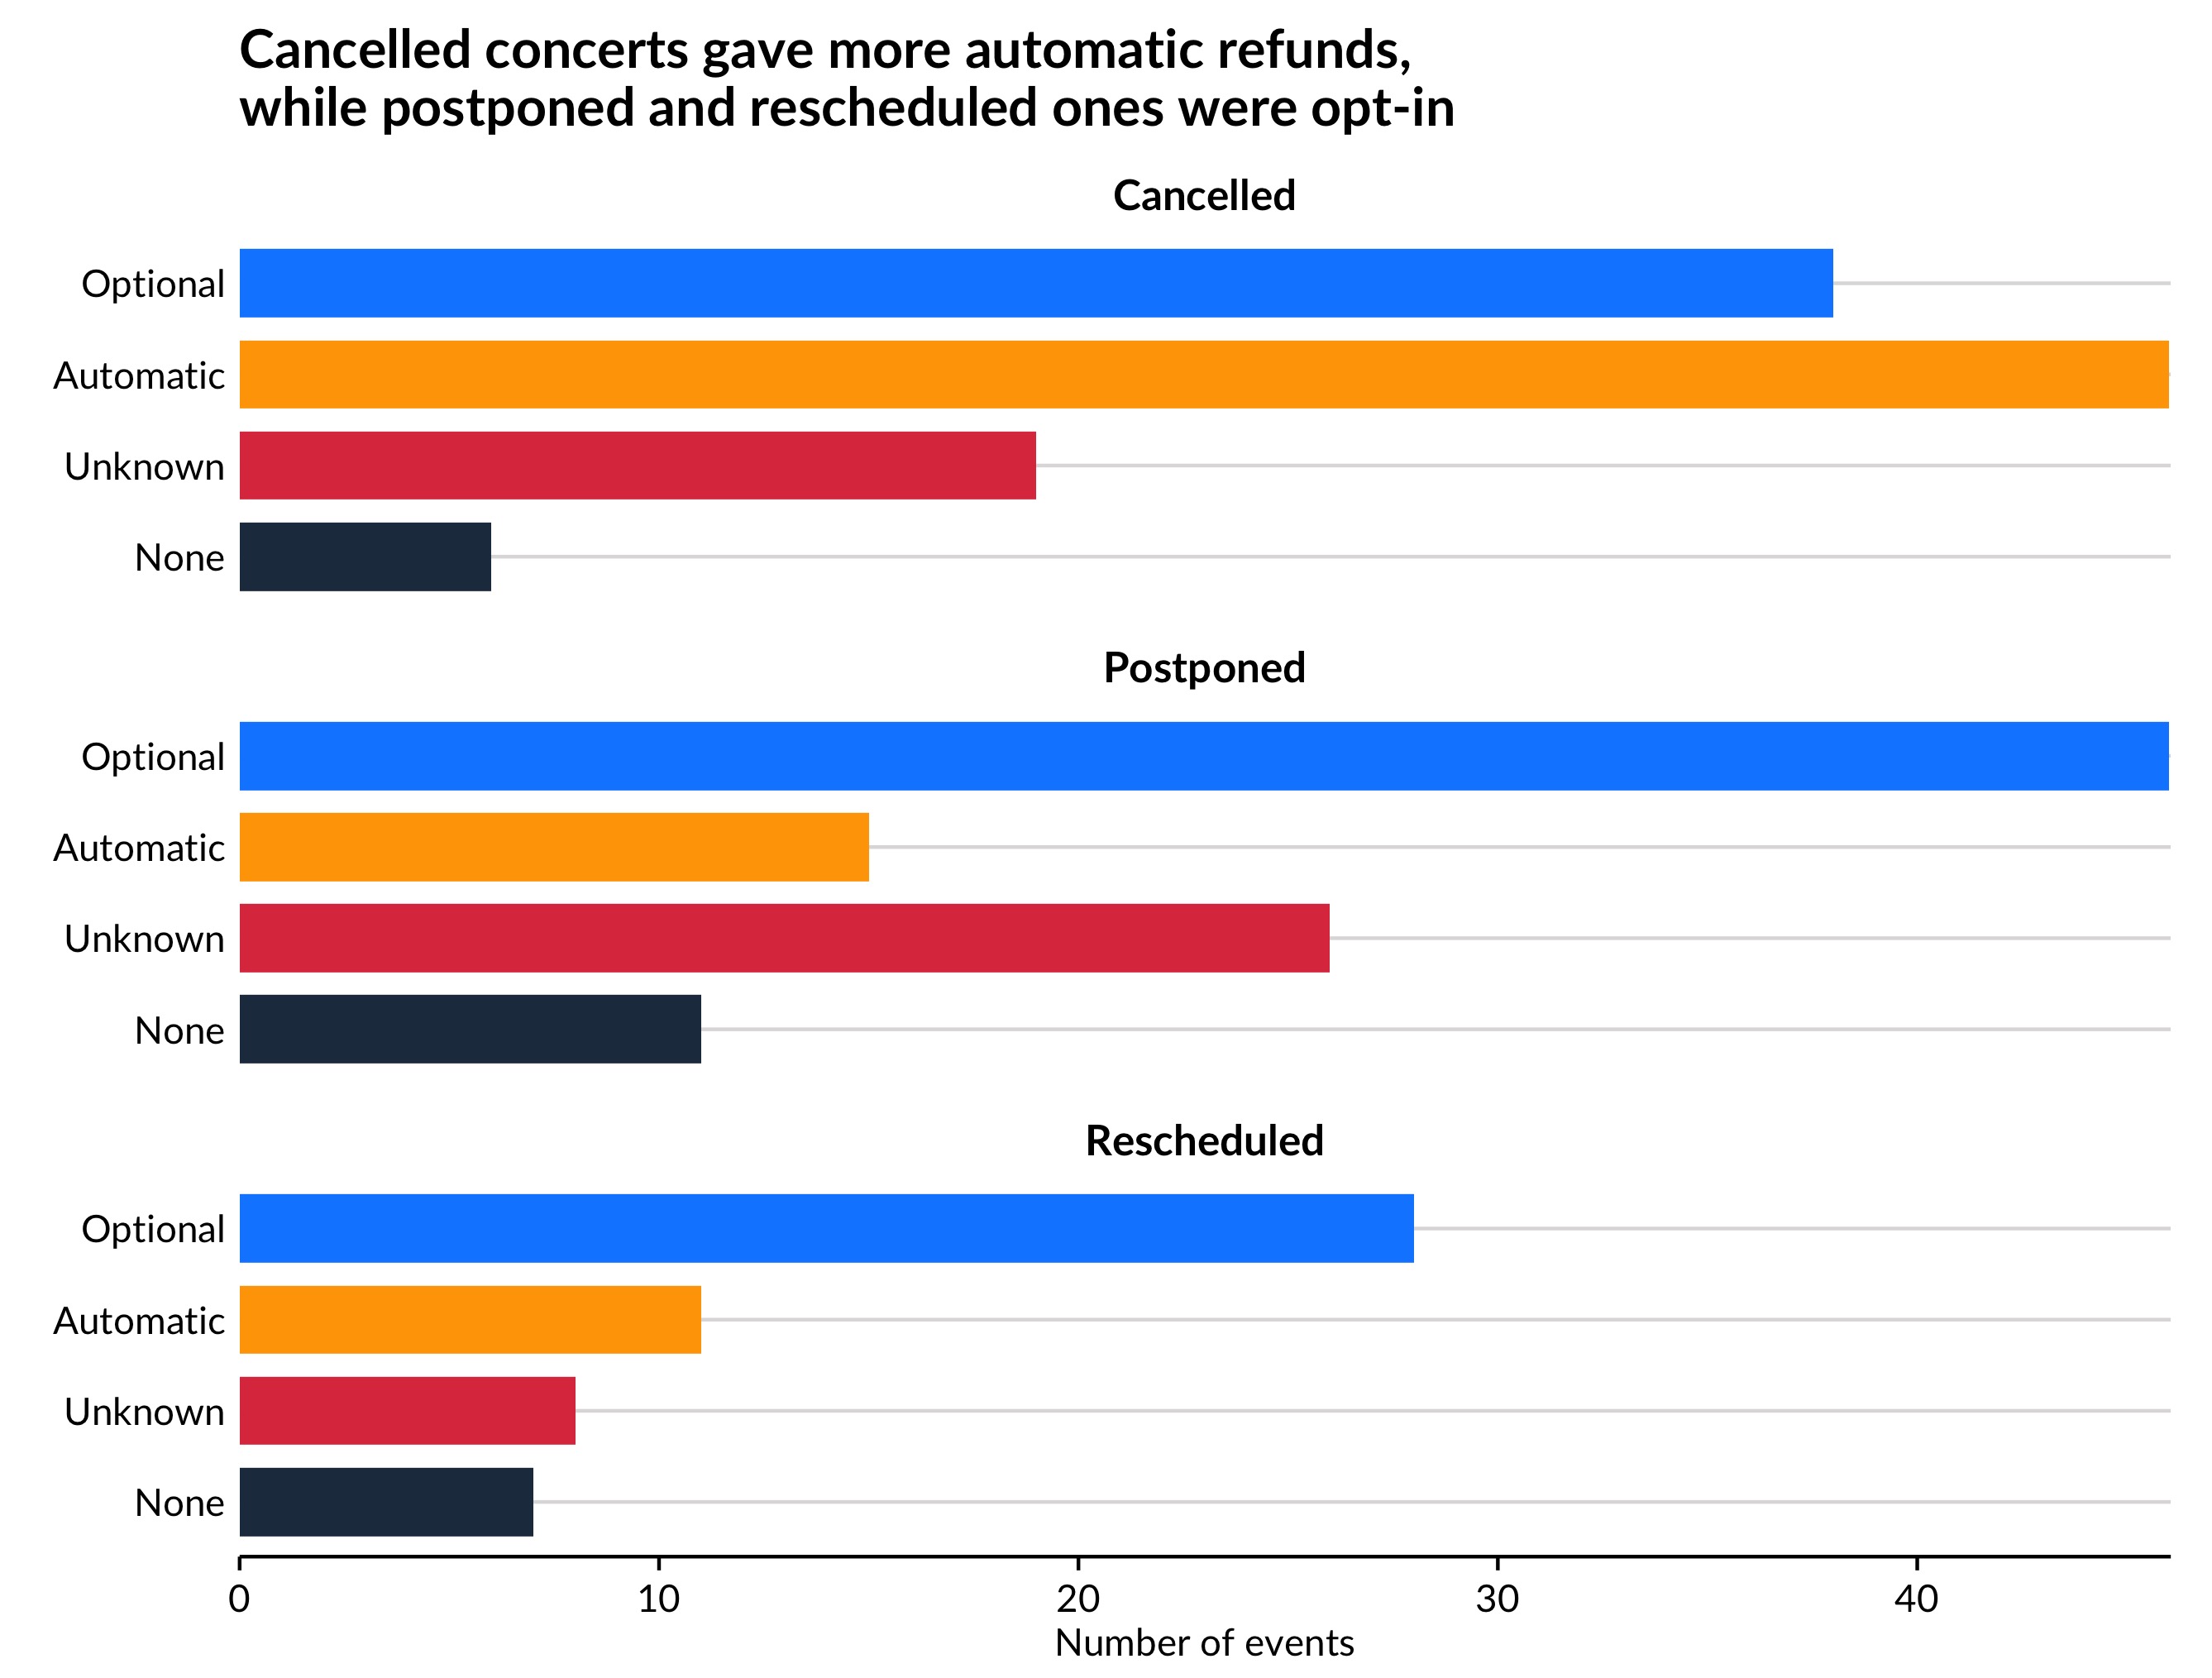 Cancelled concerts gave more automatic refunds,
while postponed and rescheduled ones were opt-in
Cancelled
Optional
Automatic
Unknown
None
Postponed
Optional
Automatic
Unknown
None
Rescheduled
Optional
Automatic
Unknown
None
0 10 20 30 40
Number of events